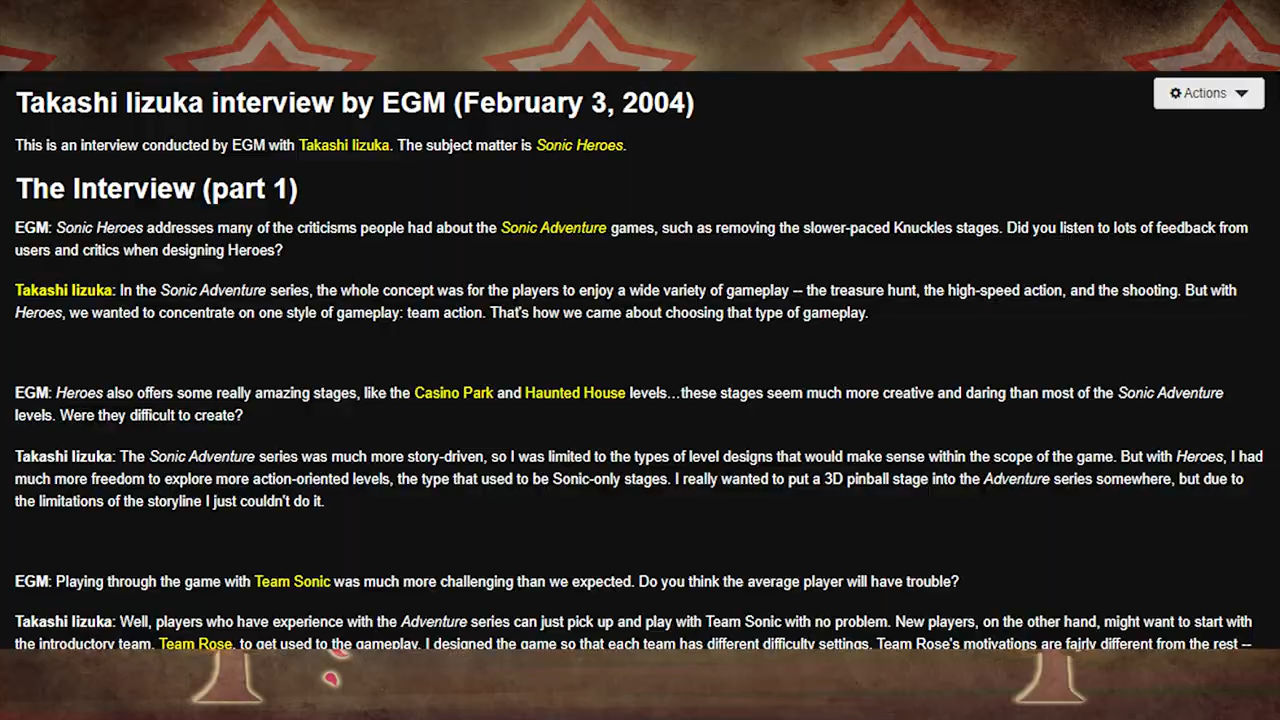 Takashi Iizuka interview by EGM (February 3, 2004)
Actions
This is an interview conducted by EGM with Takashi Iizuka. The subject matter is Sonic Heroes.
The Interview (part 1)
EGM: Sonic Heroes addresses many of the criticisms people had about the Sonic Adventure games, such as removing the slower-paced Knuckles stages. Did you listen to lots of feedback from
users and critics when designing Heroes?
Takashi Iizuka: In the Sonic Adventure series, the whole concept was for the players to enjoy a wide variety of gameplay -- the treasure hunt, the high-speed action, and the shooting. But with
Heroes, we wanted to concentrate on one style of gameplay: team action. That's how we came about choosing that type of gameplay.
EGM: Heroes also offers some really amazing stages, like the Casino Park and Haunted House levels...these stages seem much more creative and daring than most of the Sonic Adventure
levels. Were they difficult to create?
Takashi Iizuka: The Sonic Adventure series was much more story-driven, so I was limited to the types of level designs that would make sense within the scope of the game. But with Heroes, I had
much more freedom to explore more action-oriented levels, the type that used to be Sonic-only stages. I really wanted to put a 3D pinball stage into the Adventure series somewhere, but due to
the limitations of the storyline I just couldn't do it.
EGM: Playing through the game with Team Sonic was much more challenging than we expected. Do you think the average player will have trouble?
Takashi Iizuka: Well, players who have experience with the Adventure series can just pick up and play with Team Sonic with no problem. New players, on the other hand, might want to start with
the introductory team, Team Rose, to get used to the gameplay. I designed the game so that each team has different difficulty settings. Team Rose's motivations are fairly different from the rest --